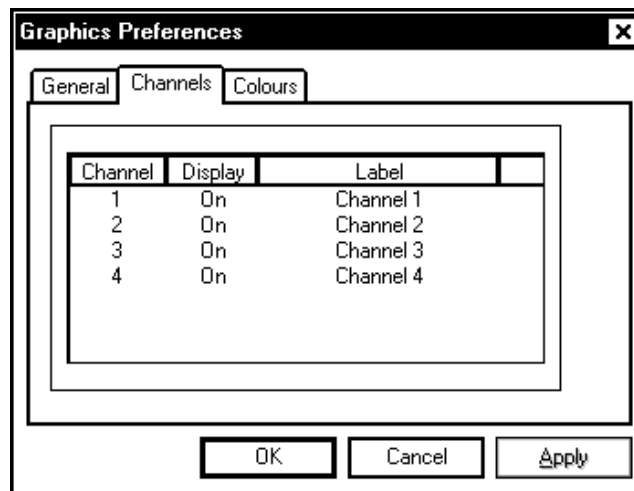 Graphics Preferences
General Channels Colours
Channel Display Label
1 On Channel 1
2 On Channel 2
3 On Channel 3
4 On Channel 4
OK Cancel Apply